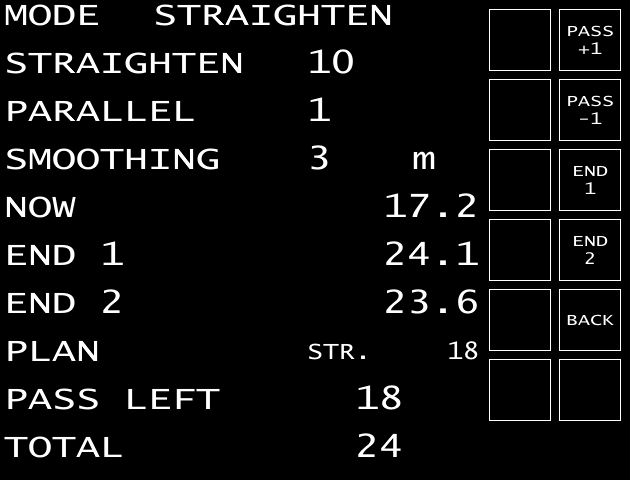 MODE STRAIGHTEN
STRAIGHTEN 10
PARALLEL 1
SMOOTHING 3 m
NOW 17.2
END 1 24.1
END 2 23.6
PLAN STR. 18
PASS LEFT 18
TOTAL 24
PASS
+1
PASS
-1
END
1
END
2
BACK